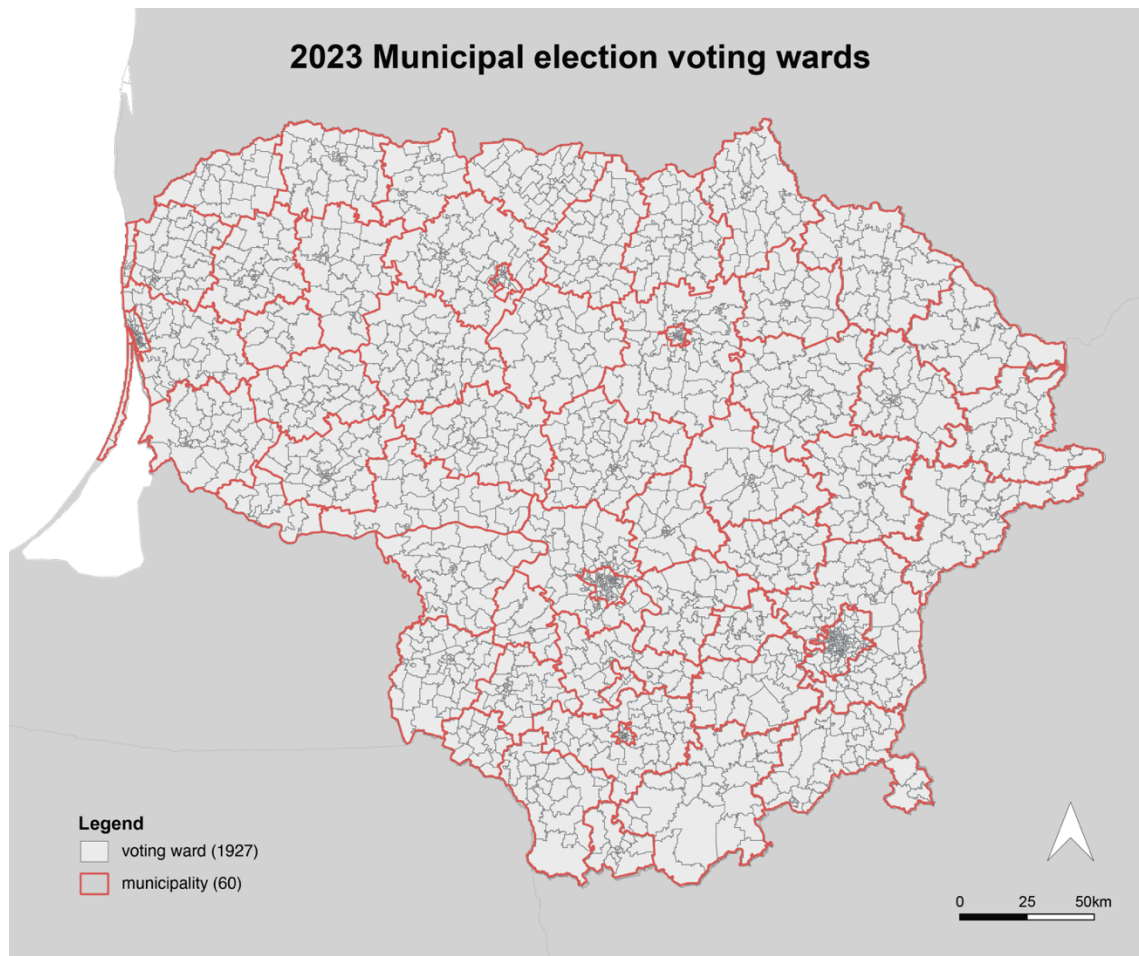 2023 Municipal election voting wards
Legend
voting ward (1927)
municipality (60)
0 25 50km